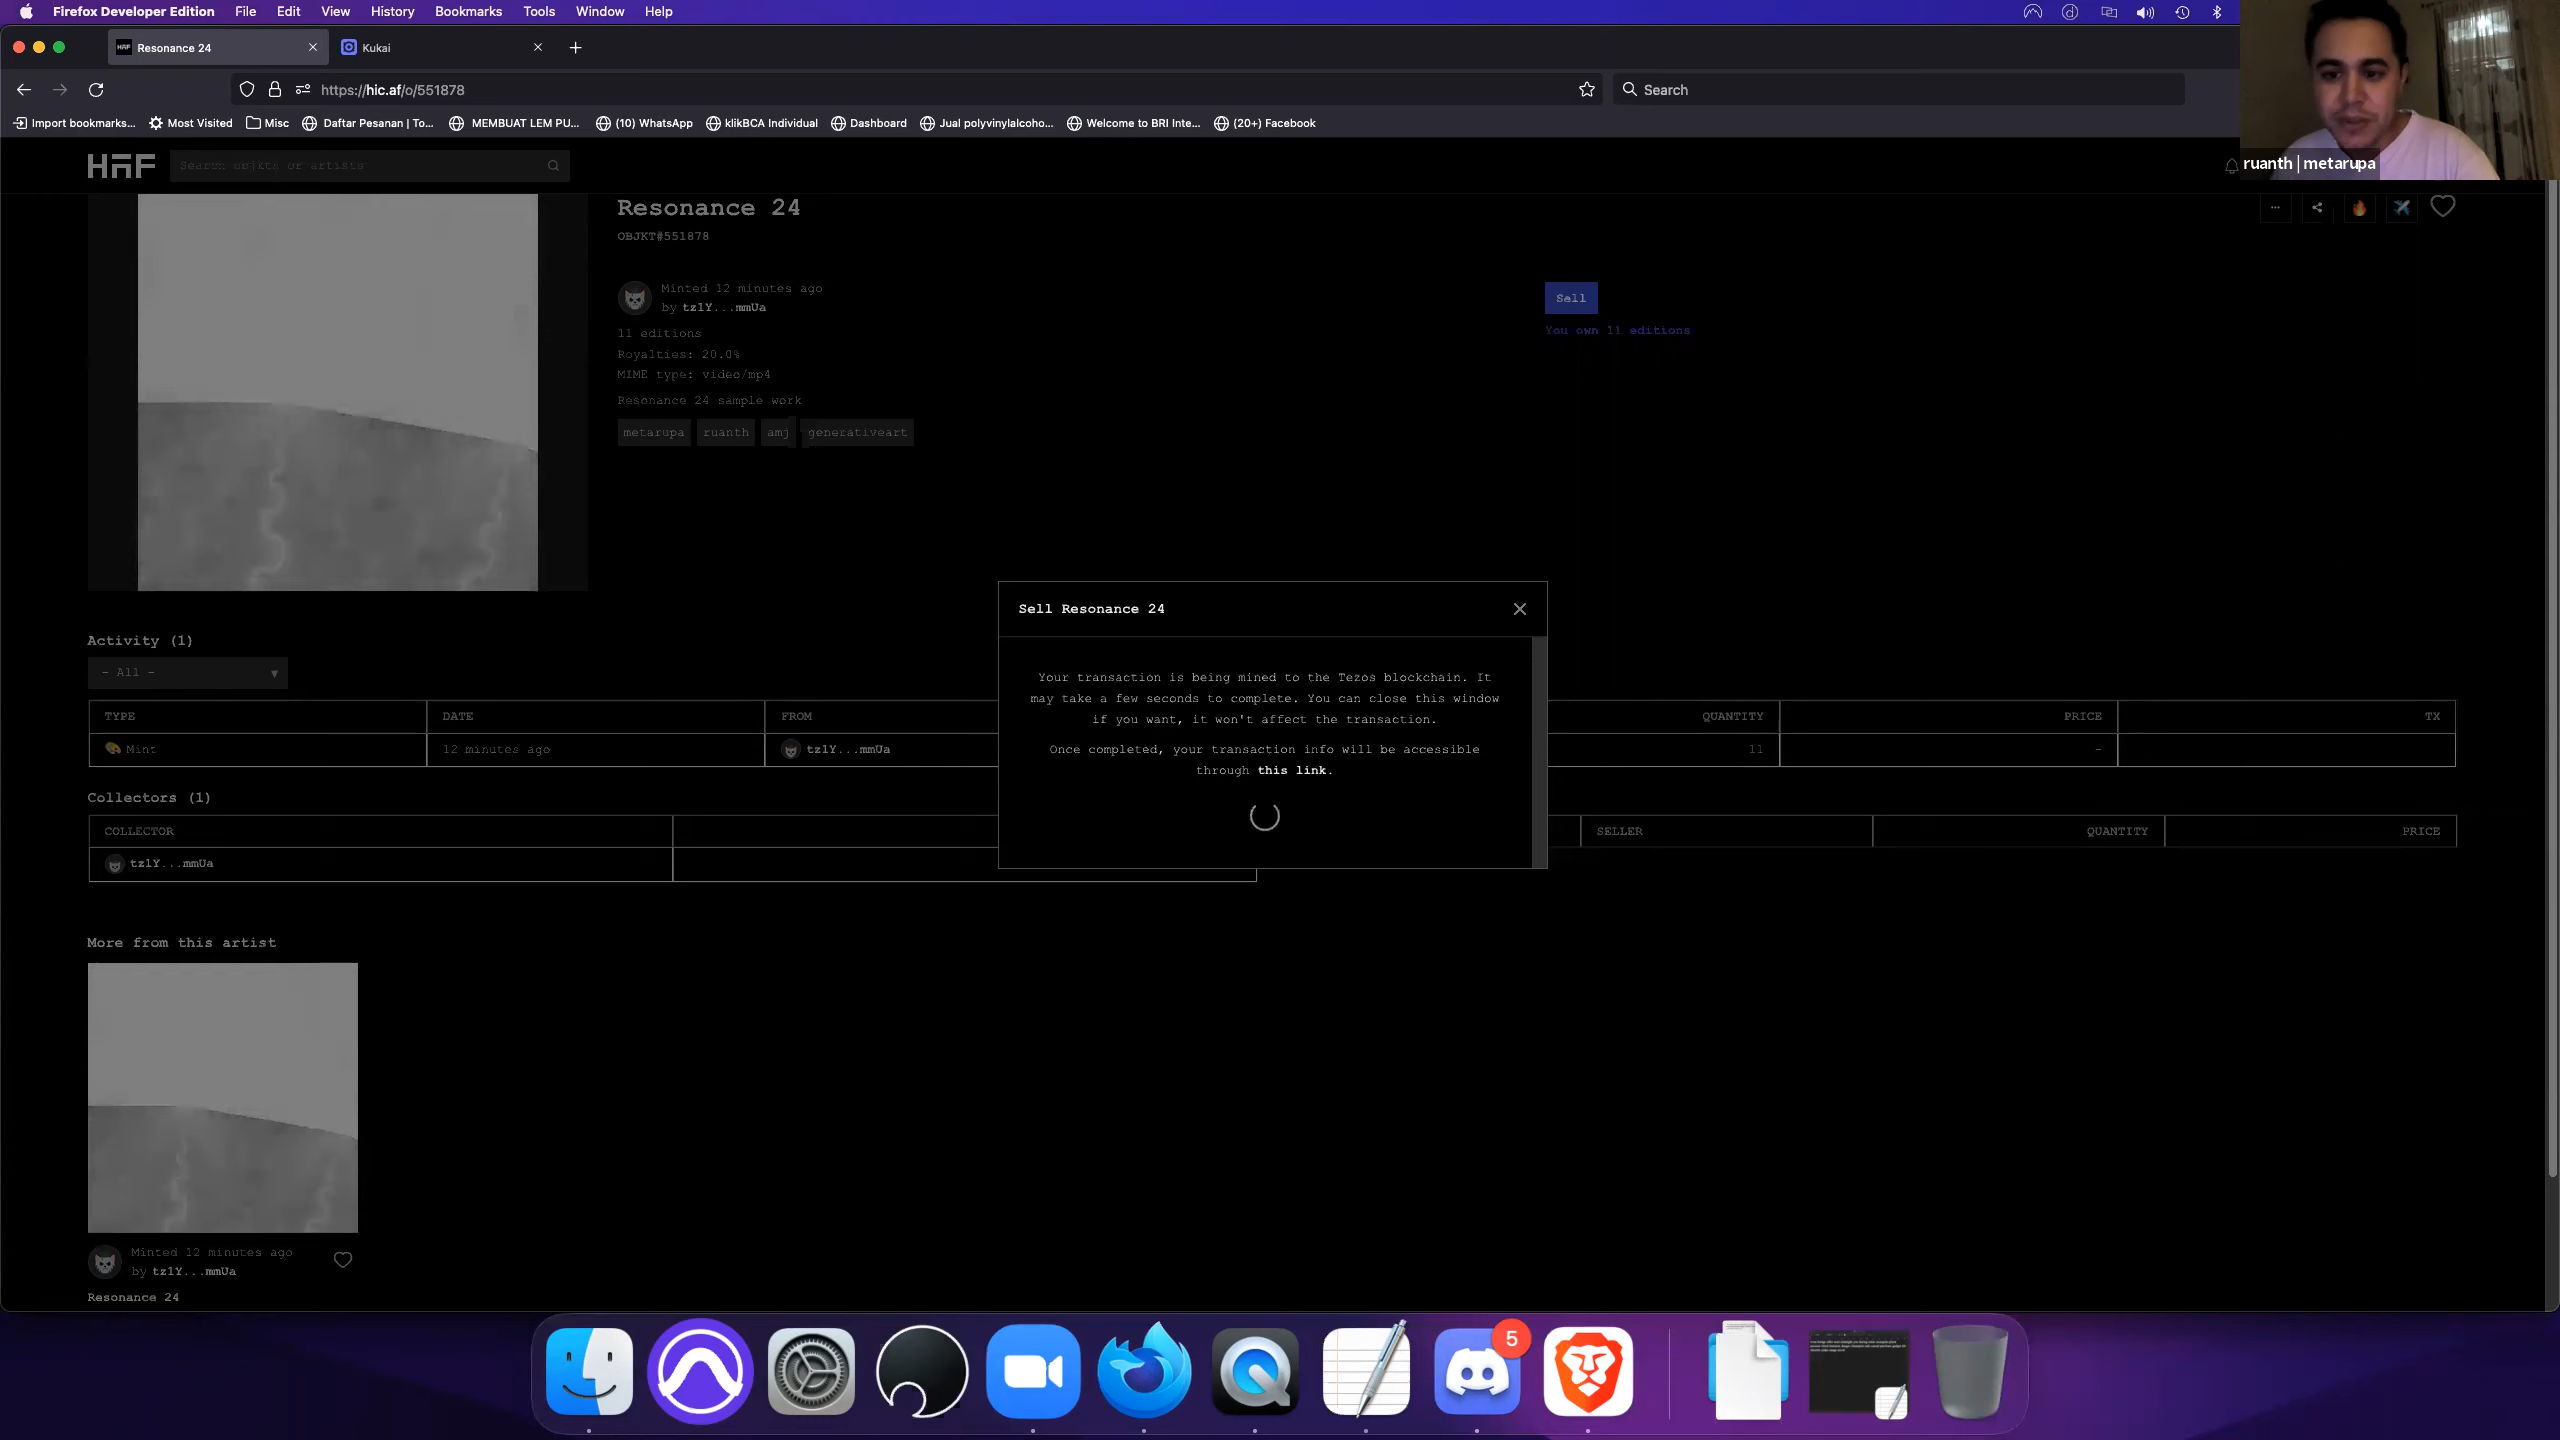 Firefox Developer Edition File Edit View History Bookmarks Tools Window Help
Resonance 24
Kukai
https://hic.af/o/551878
Search
Import bookmarks...
Most Visited
Misc
Daftar Pesanan | To...
MEMBUAT LEM PU...
(10) WhatsApp
klikBCA Individual
Dashboard
Jual polyvinylalcoho...
Welcome to BRI Inte...
(20+) Facebook
ruanth | metarupa
Search objkts or artists
Resonance 24
OBJKT#551878
Minted 12 minutes ago
by tz1Y...mmUa
11 editions
Royalties: 20.0%
MIME type: video/mp4
Resonance 24 sample work
metarupa ruanth amj generativeart
Sell
You own 11 editions
Sell Resonance 24
Your transaction is being mined to the Tezos blockchain. It
may take a few seconds to complete. You can close this window
if you want, it won't affect the transaction.
Once completed, your transaction info will be accessible
through this link.
Activity (1)
- All -
TYPE DATE FROM QUANTITY PRICE TX
Mint 12 minutes ago tz1Y...mmUa 11 -
Collectors (1)
COLLECTOR SELLER QUANTITY PRICE
tz1Y...mmUa
More from this artist
Minted 12 minutes ago
by tz1Y...mmUa
Resonance 24
5